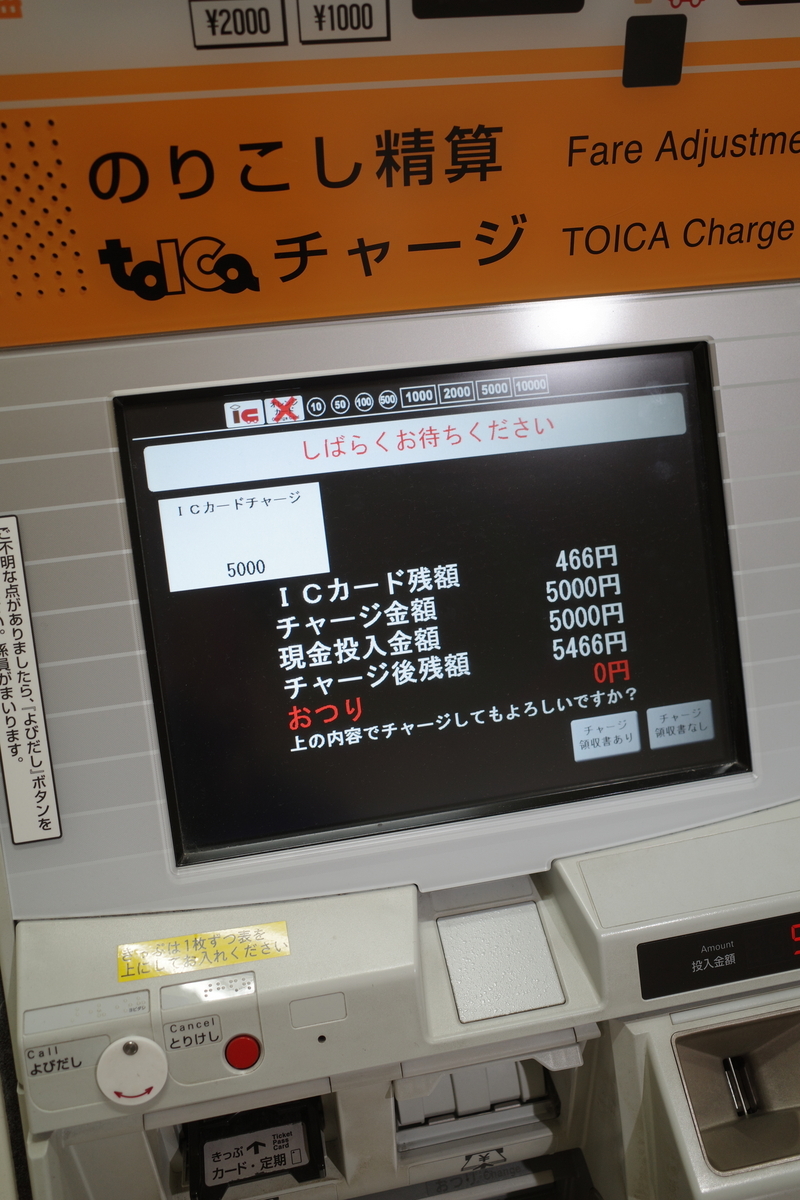 ¥2000 ¥1000
のりこし精算 Fare Adjustme
TOICA チャージ TOICA Charge
IC 10 50 100 500 1000 2000 5000 10000
しばらくお待ちください
ＩＣカードチャージ
5000
ＩＣカード残額 466円
チャージ金額 5000円
現金投入金額 5000円
チャージ後残額 5466円
おつり 0円
上の内容でチャージしてもよろしいですか？
チャージ
領収書あり
チャージ
領収書なし
ご不明な点がありましたら、『よびだし』ボタンを
い。係員がまいります。
きっぷは1枚ずつ表を
上にしてお入れください
Call
よびだし
Cancel
とりけし
Amount
投入金額
きっぷ
カード・定期
Ticket
Pass
Card
おつり